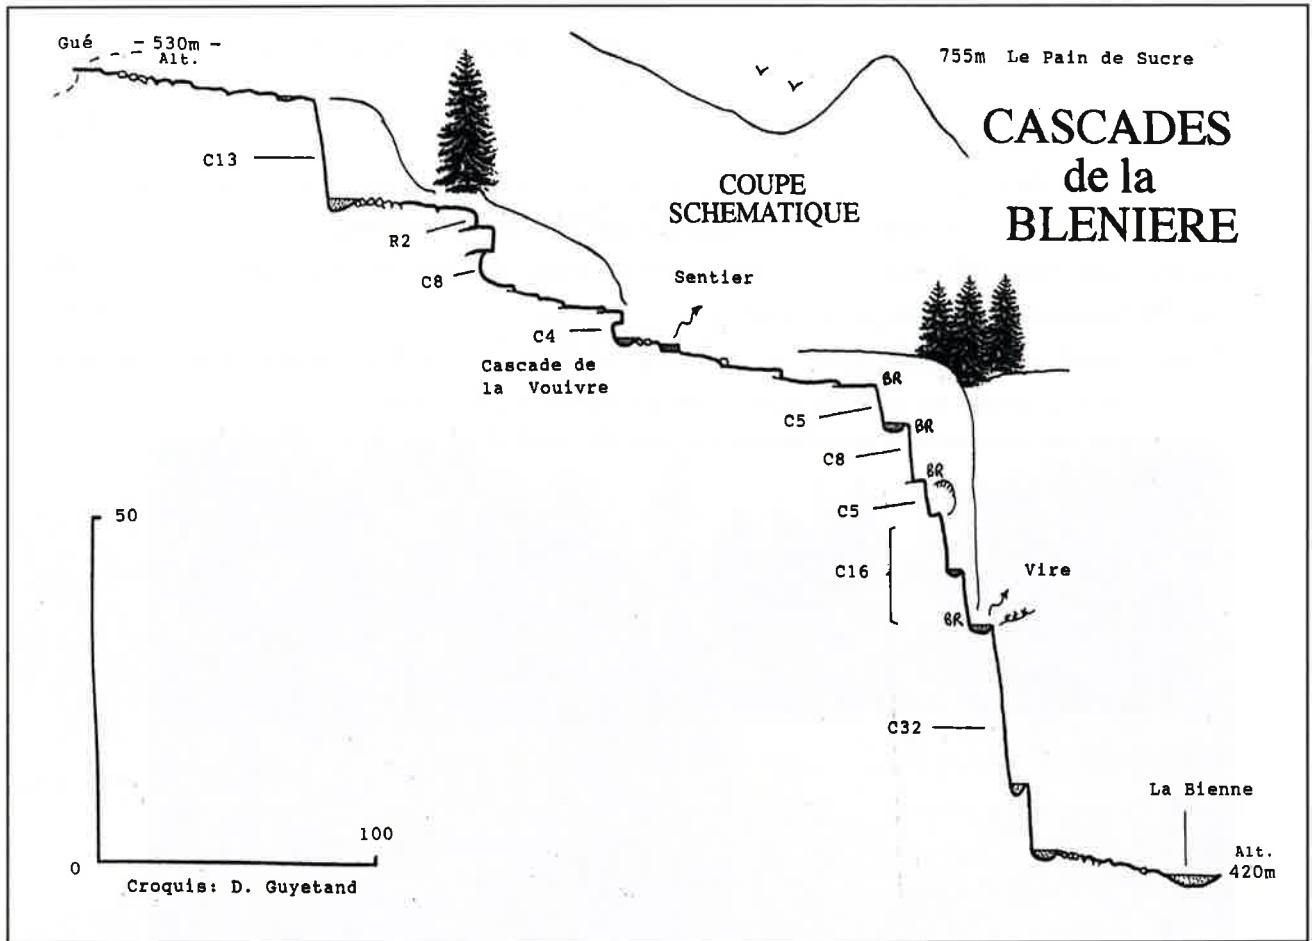 Gué - 530m -
Alt.
755m Le Pain de Sucre
CASCADES
de la
BLENIERE
COUPE
SCHEMATIQUE
C13
R2
C8
Sentier
C4
Cascade de
la Vouivre
BR
C5
BR
C8
BR
C5
50
C16
Vire
BR
C32
La Bienne
100
0
Alt.
420m
Croquis: D. Guyetand